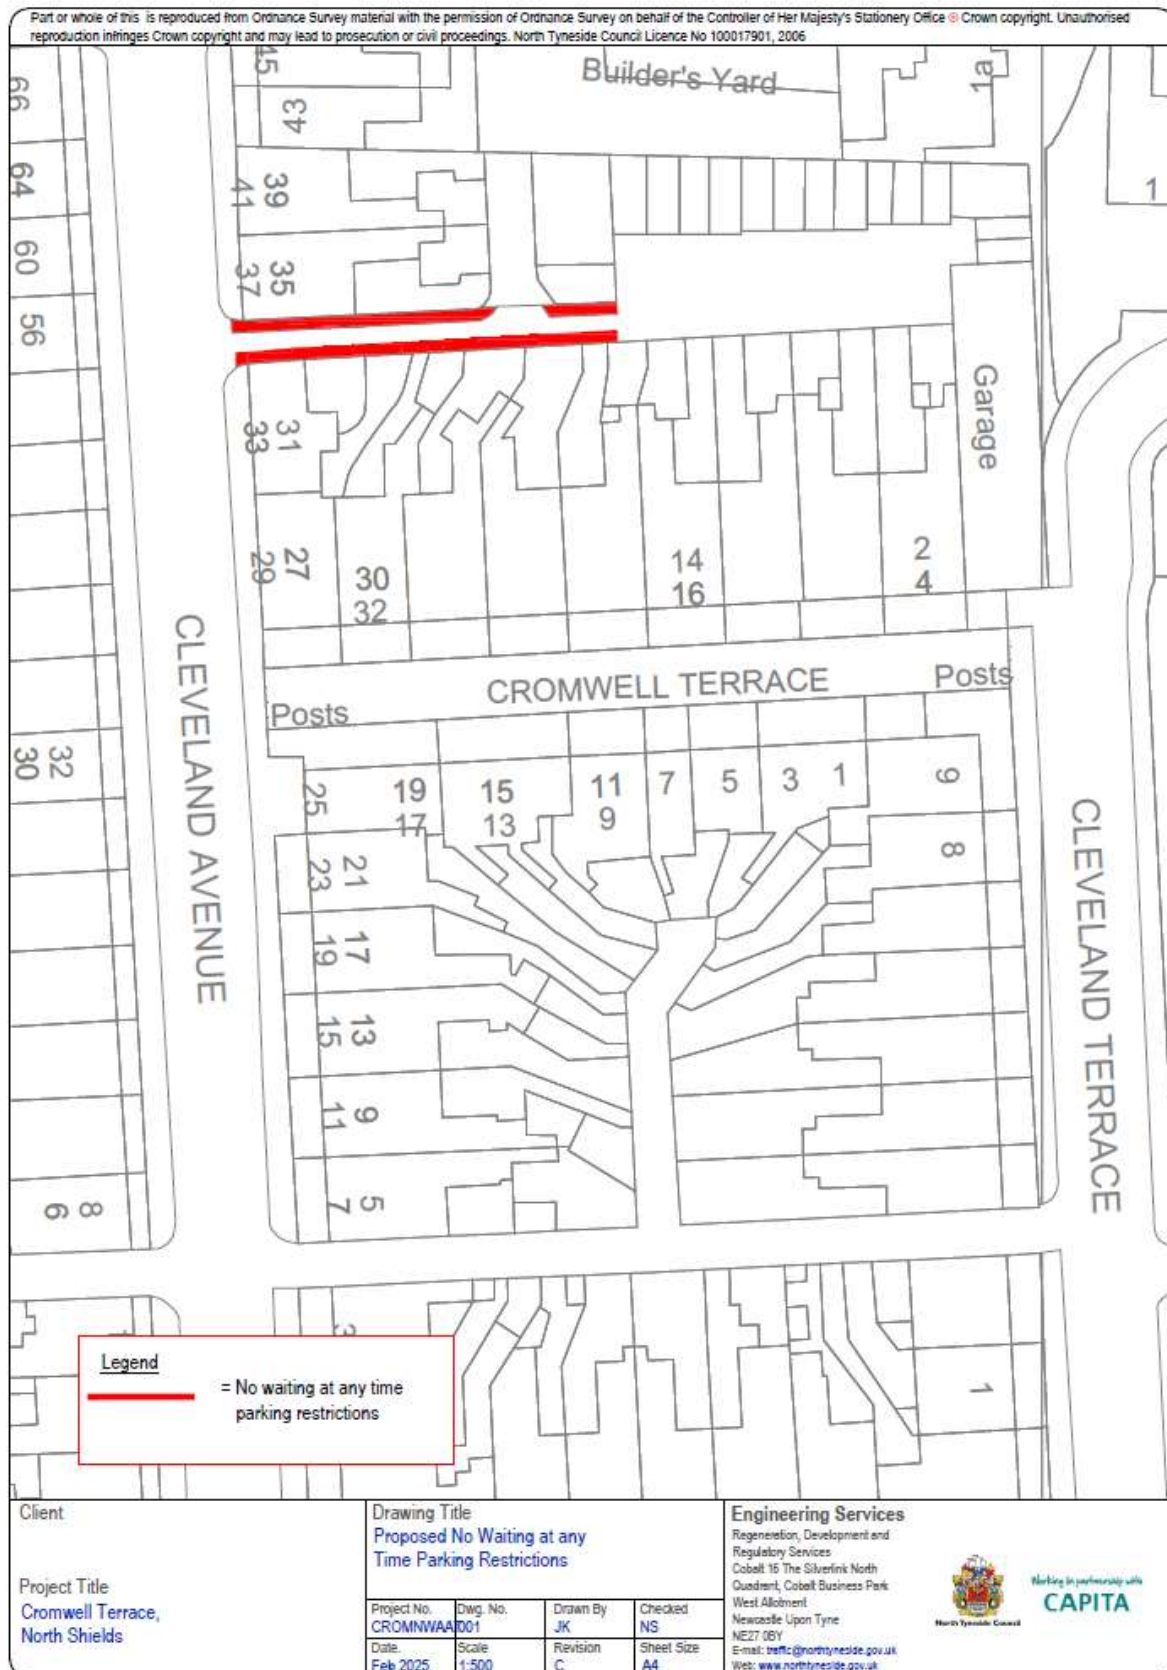 Part or whole of this is reproduced from Ordnance Survey material with the permission of Ordnance Survey on behalf of the Controller of Her Majesty's Stationery Office © Crown copyright. Unauthorised
reproduction infringes Crown copyright and may lead to prosecution or civil proceedings. North Tyneside Council Licence No 100017901, 2006
66
45
43
Builder's Yard
1a
64
41
39
1
60
37
35
56
33
31
Garage
29
27
30
32
14
16
2
4
CLEVELAND AVENUE
CROMWELL TERRACE
Posts
Posts
30
32
25
19
17
15
13
11
9
7
5
3
1
9
8
23
21
CLEVELAND TERRACE
19
17
15
13
11
9
7
5
6
8
3
1
Legend
= No waiting at any time
parking restrictions
Client
Project Title
Cromwell Terrace,
North Shields
Drawing Title
Proposed No Waiting at any
Time Parking Restrictions
Project No.
CROMNWAAT
Dwg. No.
001
Drawn By
JK
Checked
NS
Date.
Feb 2025
Scale
1:500
Revision
C
Sheet Size
A4
Engineering Services
Regeneration, Development and
Regulatory Services
Cobalt 16 The Silverlink North
Quadrant, Cobalt Business Park
West Allotment
Newcastle Upon Tyne
NE27 0BY
E-mail: traffic@northtyneside.gov.uk
Web: www.northtyneside.gov.uk
North Tyneside Council
Working in partnership with
CAPITA